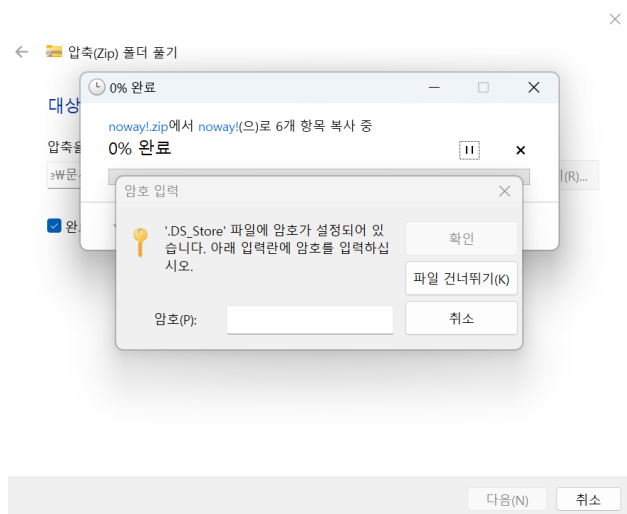 압축(Zip) 폴더 풀기
0% 완료
대상
noway!.zip에서 noway!(으)로 6개 항목 복사 중
압축을
0% 완료
(R)...
암호 입력
완
'.DS_Store' 파일에 암호가 설정되어 있
습니다. 아래 입력란에 암호를 입력하십
시오.
확인
파일 건너뛰기(K)
암호(P):
취소
다음(N)
취소